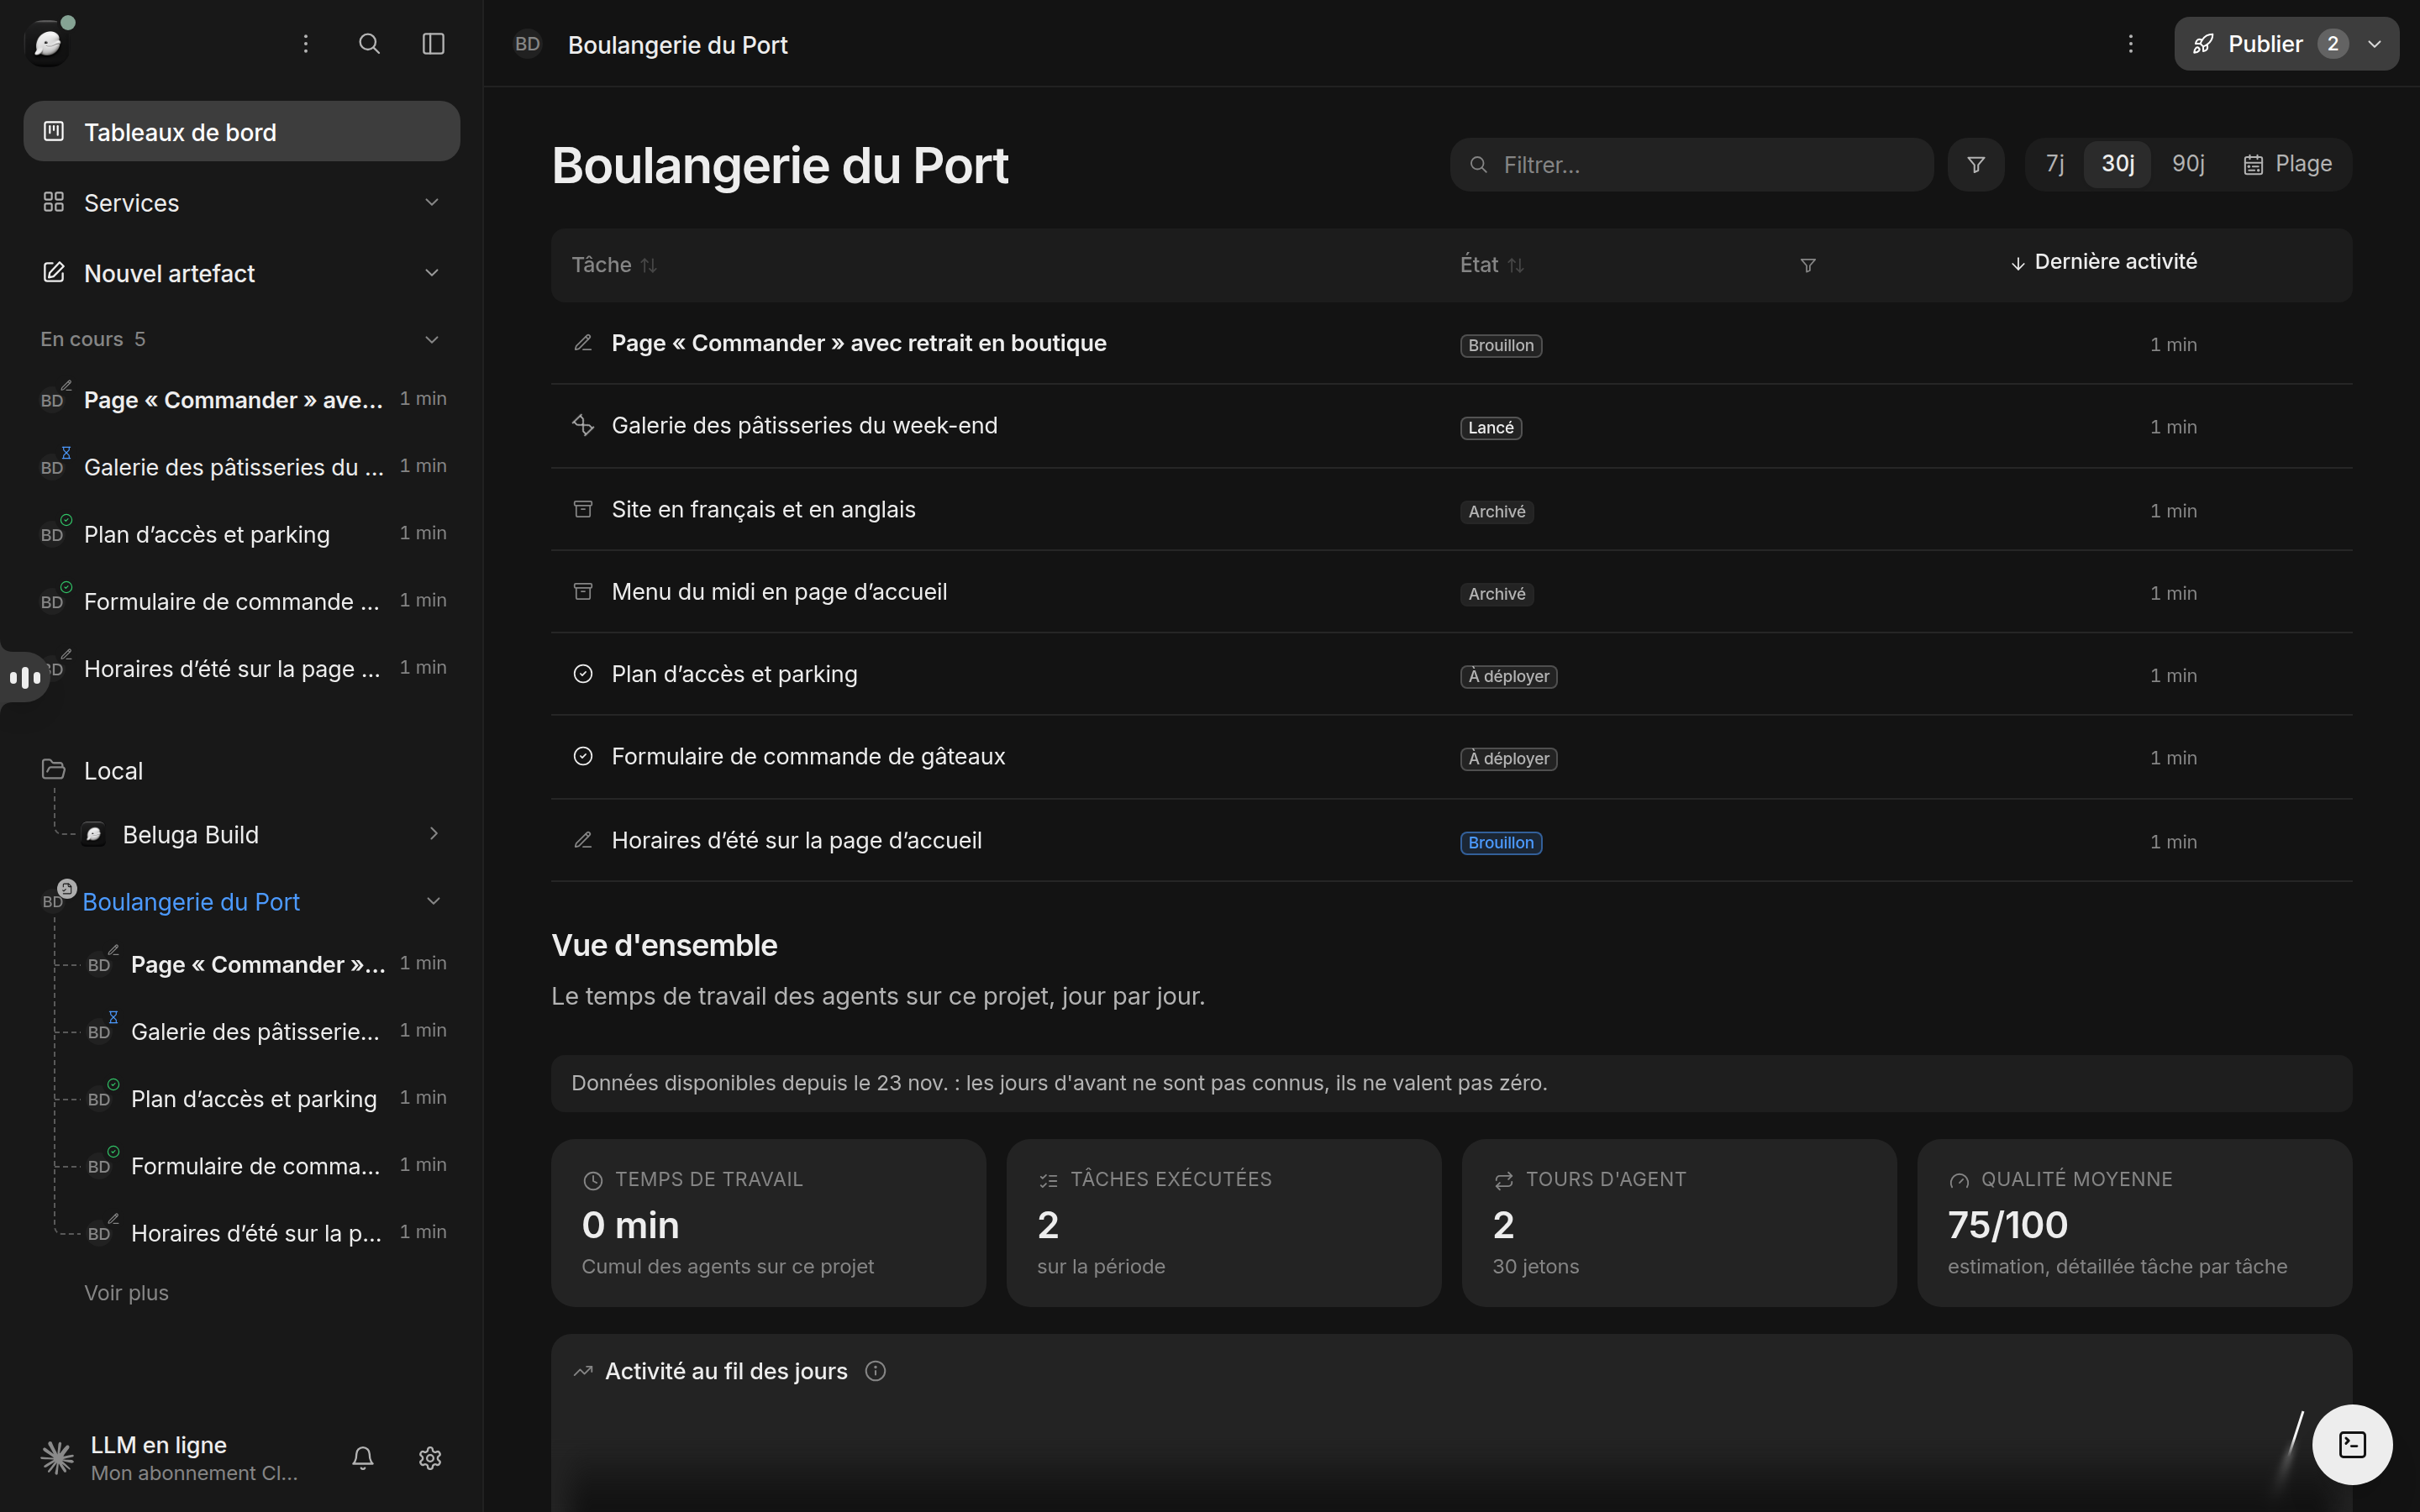 Tableaux de bord
Services
Nouvel artefact
En cours 5
BD Page « Commander » ave... 1 min
BD Galerie des pâtisseries du ... 1 min
BD Plan d’accès et parking 1 min
BD Formulaire de commande ... 1 min
BD Horaires d’été sur la page ... 1 min
Local
Beluga Build
BD Boulangerie du Port
BD Page « Commander »... 1 min
BD Galerie des pâtisserie... 1 min
BD Plan d’accès et parking 1 min
BD Formulaire de comma... 1 min
BD Horaires d’été sur la p... 1 min
Voir plus
LLM en ligne
Mon abonnement Cl...
BD Boulangerie du Port
Publier 2
Boulangerie du Port
Filtrer...
7j 30j 90j Plage
Tâche État Dernière activité
Page « Commander » avec retrait en boutique Brouillon 1 min
Galerie des pâtisseries du week-end Lancé 1 min
Site en français et en anglais Archivé 1 min
Menu du midi en page d’accueil Archivé 1 min
Plan d’accès et parking À déployer 1 min
Formulaire de commande de gâteaux À déployer 1 min
Horaires d’été sur la page d’accueil Brouillon 1 min
Vue d'ensemble
Le temps de travail des agents sur ce projet, jour par jour.
Données disponibles depuis le 23 nov. : les jours d'avant ne sont pas connus, ils ne valent pas zéro.
TEMPS DE TRAVAIL
0 min
Cumul des agents sur ce projet
TÂCHES EXÉCUTÉES
2
sur la période
TOURS D'AGENT
2
30 jetons
QUALITÉ MOYENNE
75/100
estimation, détaillée tâche par tâche
Activité au fil des jours